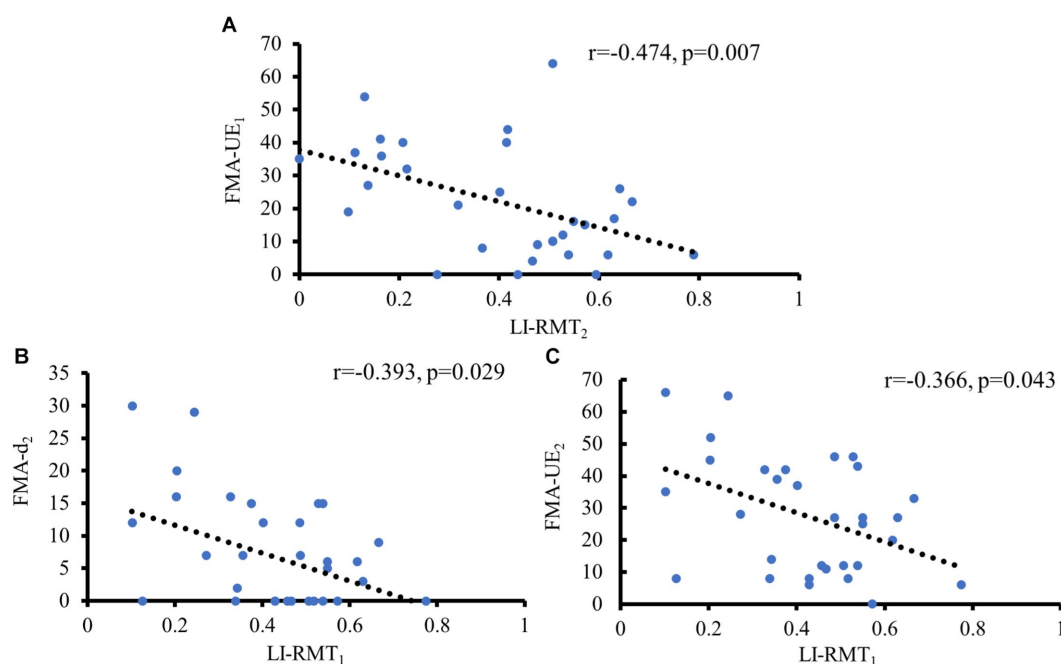 A
r=-0.474, p=0.007
70
60
50
40
30
20
10
0
FMA-UE₁
0 0.2 0.4 0.6 0.8 1
LI-RMT₂
B
r=-0.393, p=0.029
35
30
25
20
15
10
5
0
FMA-d₂
0 0.2 0.4 0.6 0.8 1
LI-RMT₁
C
r=-0.366, p=0.043
70
60
50
40
30
20
10
0
FMA-UE₂
0 0.2 0.4 0.6 0.8 1
LI-RMT₁